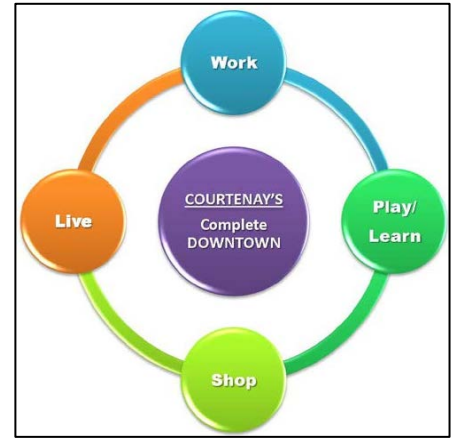 Work
COURTENAY'S
Complete
DOWNTOWN
Live
Play/
Learn
Shop